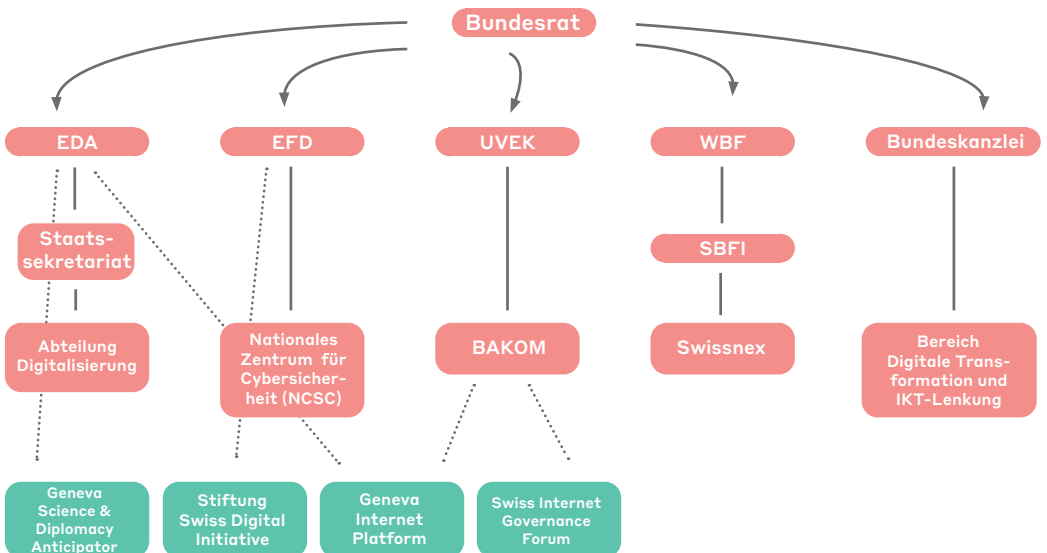 Bundesrat
EDA
EFD
UVEK
WBF
Bundeskanzlei
Staats-
sekretariat
SBFI
Abteilung
Digitalisierung
Nationales
Zentrum für
Cybersicher-
heit (NCSC)
BAKOM
Swissnex
Bereich
Digitale Trans-
formation und
IKT-Lenkung
Geneva
Science &
Diplomacy
Anticipator
Stiftung
Swiss Digital
Initiative
Geneva
Internet
Platform
Swiss Internet
Governance
Forum